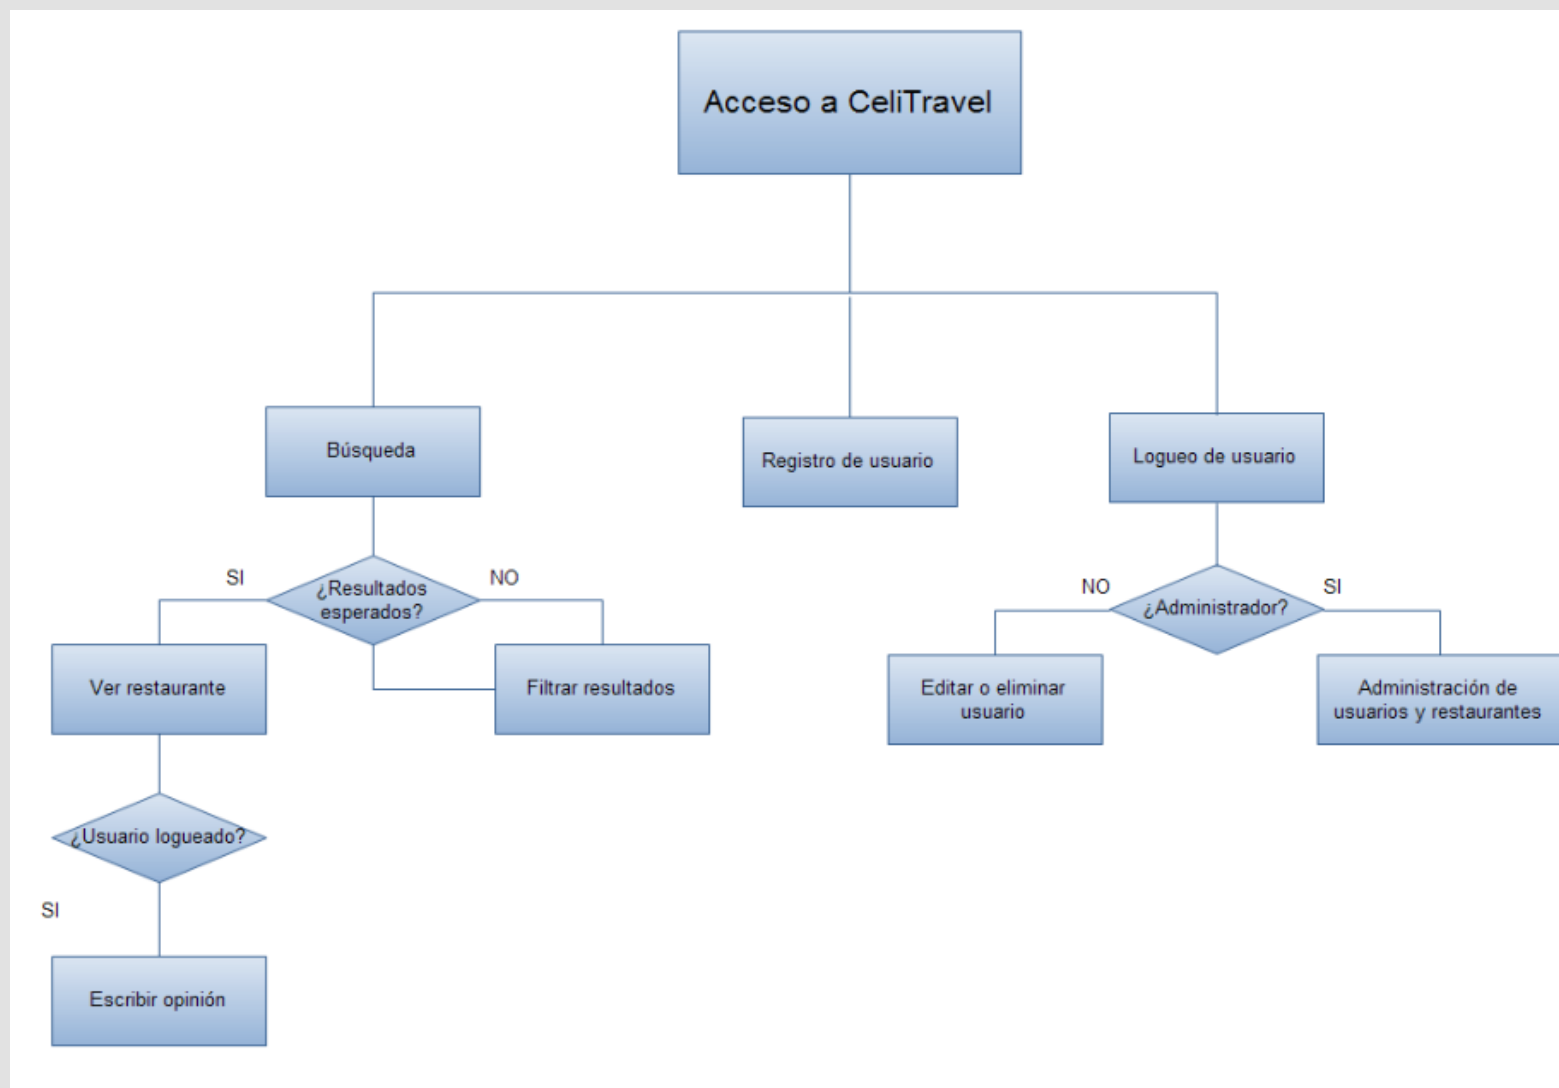 Acceso a CeliTravel
Búsqueda
Registro de usuario
Logueo de usuario
SI
¿Resultados
esperados?
NO
NO
¿Administrador?
SI
Ver restaurante
Filtrar resultados
Editar o eliminar
usuario
Administración de
usuarios y restaurantes
¿Usuario logueado?
SI
Escribir opinión